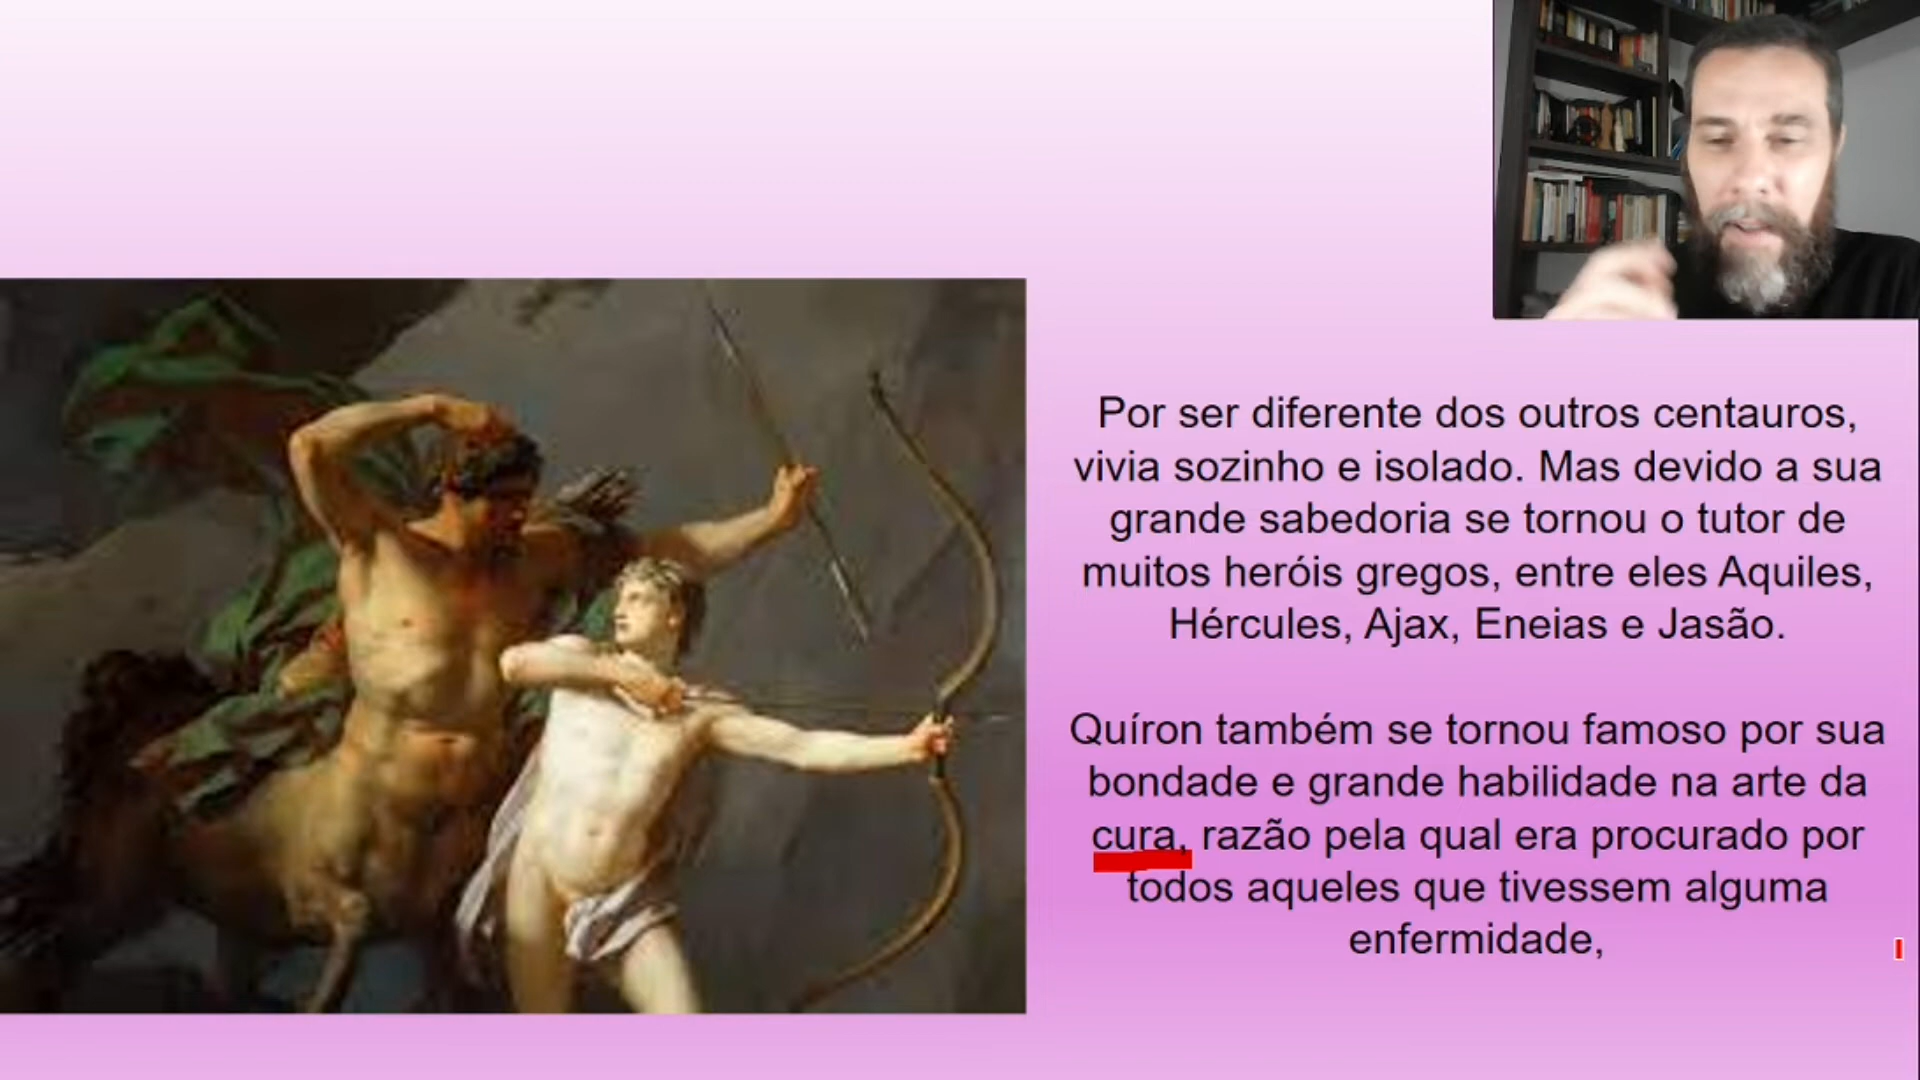 Por ser diferente dos outros centauros,
vivia sozinho e isolado. Mas devido a sua
grande sabedoria se tornou o tutor de
muitos heróis gregos, entre eles Aquiles,
Hércules, Ajax, Eneias e Jasão.
Quíron também se tornou famoso por sua
bondade e grande habilidade na arte da
cura, razão pela qual era procurado por
todos aqueles que tivessem alguma
enfermidade,